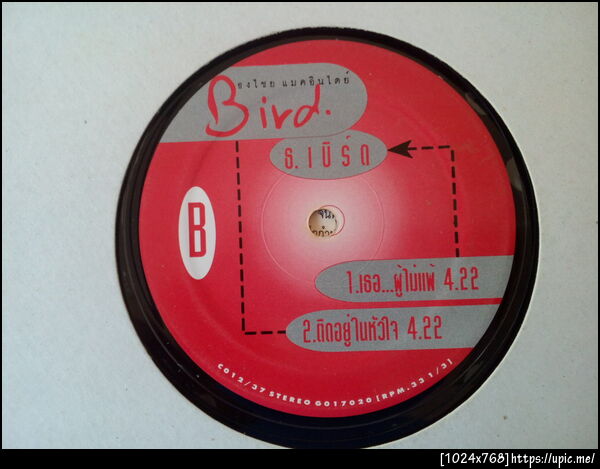 ธงไชย แมคอินไตย์
Bird.
ธ.เบิร์ด
B
1.เธอ...ผู้ไม่แพ้ 4.22
2.ติดอยู่ในหัวใจ 4.22
C012/37 STEREO G017020 [RPM. 33 1/3]
[1024x768]https://upic.me/